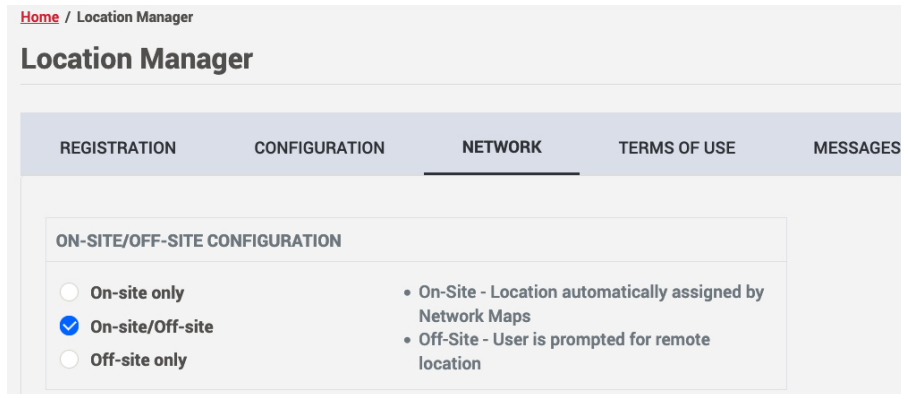 Home / Location Manager
Location Manager
REGISTRATION CONFIGURATION NETWORK TERMS OF USE MESSAGES
ON-SITE/OFF-SITE CONFIGURATION
On-site only
On-site/Off-site
Off-site only
• On-Site - Location automatically assigned by
Network Maps
• Off-Site - User is prompted for remote
location